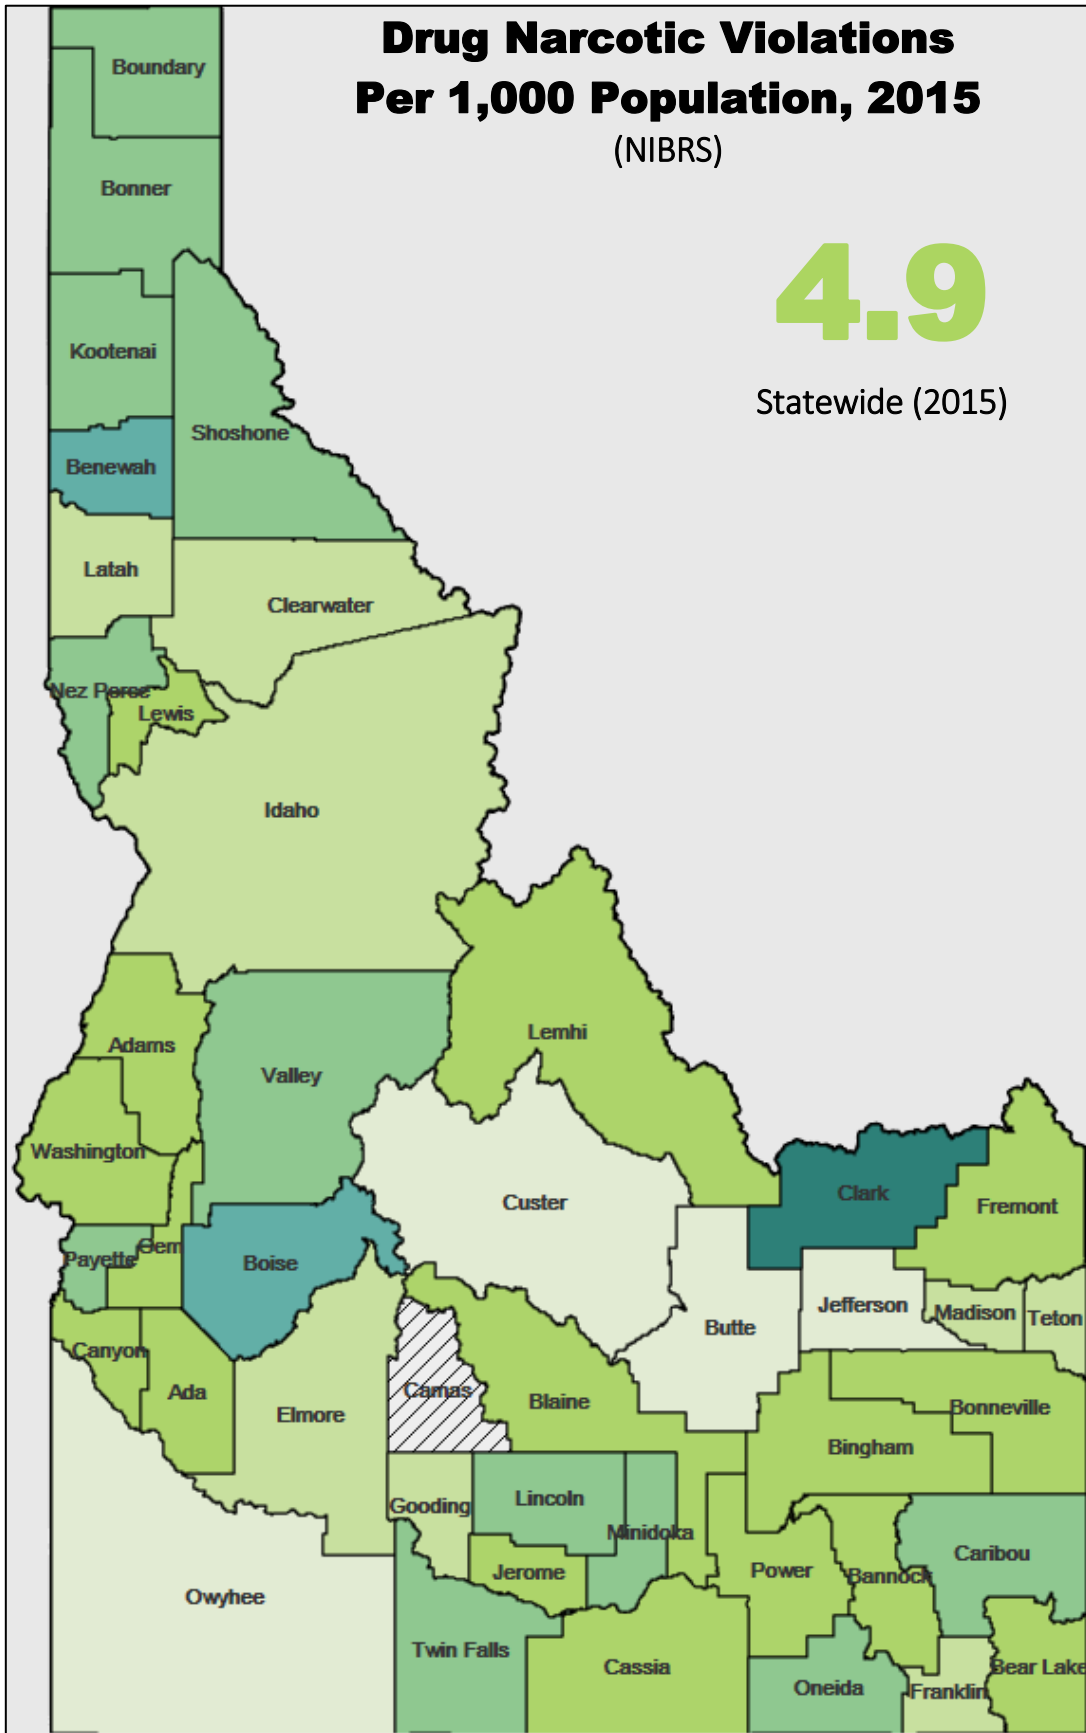 Drug Narcotic Violations
Per 1,000 Population, 2015
(NIBRS)
4.9
Statewide (2015)
Boundary
Bonner
Kootenai
Shoshone
Benewah
Latah
Clearwater
Nez Perce
Lewis
Idaho
Lemhi
Adams
Valley
Washington
Custer
Clark
Fremont
Payette
Gem
Boise
Jefferson
Madison
Teton
Butte
Canyon
Ada
Camas
Blaine
Elmore
Bonneville
Bingham
Gooding
Lincoln
Minidoka
Caribou
Jerome
Power
Bannock
Owyhee
Twin Falls
Cassia
Bear Lake
Oneida
Franklin